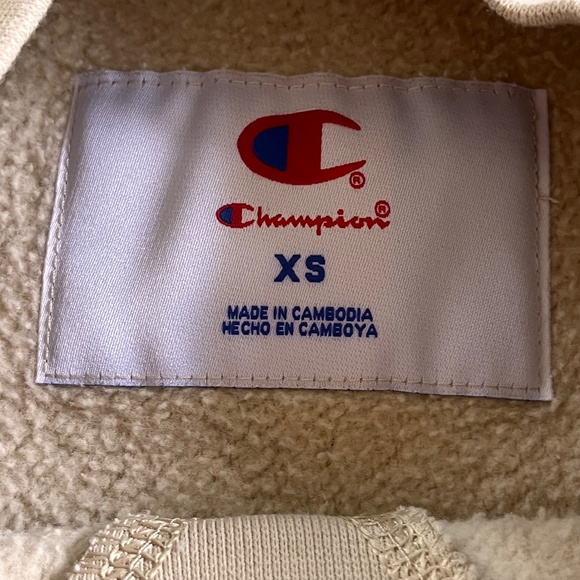 Champion®
XS
MADE IN CAMBODIA
HECHO EN CAMBOYA